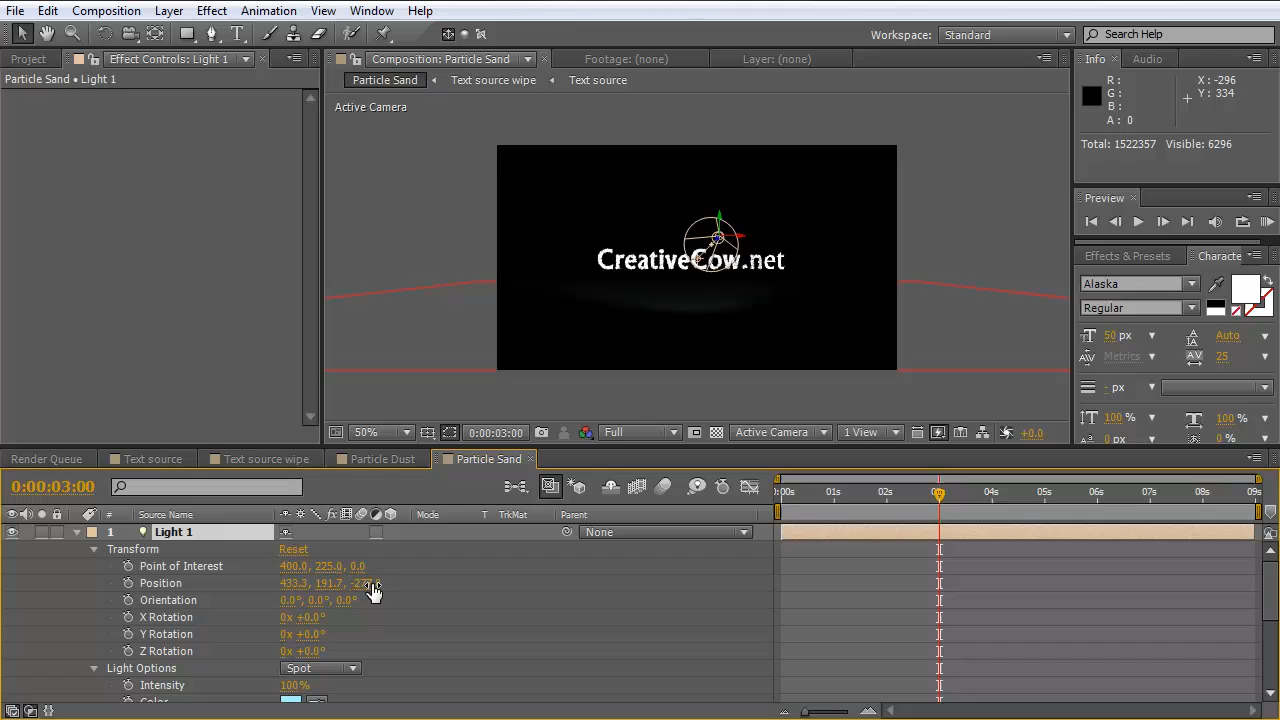 File Edit Composition Layer Effect Animation View Window Help
Workspace: Standard Search Help
Project Effect Controls: Light 1 Composition: Particle Sand Footage: (none) Layer: (none) Info Audio
Particle Sand • Light 1
Particle Sand Text source wipe Text source
R: X: -296
G: Y: 334
B:
A: 0
Active Camera
Total: 1522357 Visible: 6296
Preview
Effects & Presets Characte
CreativeCow.net
Alaska
Regular
50 px Auto
Metrics 25
- px
100 % 100 %
0 px 0 %
50% 0:00:03:00 Full Active Camera 1 View +0.0
Render Queue Text source Text source wipe Particle Dust Particle Sand
0:00:03:00
:00s 01s 02s 04s 05s 06s 07s 08s 09s
# Source Name Mode T TrkMat Parent
1 Light 1 None
Transform Reset
Point of Interest 400.0, 225.0, 0.0
Position 433.3, 191.7,
Orientation 0.0°, 0.0°, 0.0°
X Rotation 0x +0.0°
Y Rotation 0x +0.0°
Z Rotation 0x +0.0°
Light Options Spot
Intensity 100%
Color